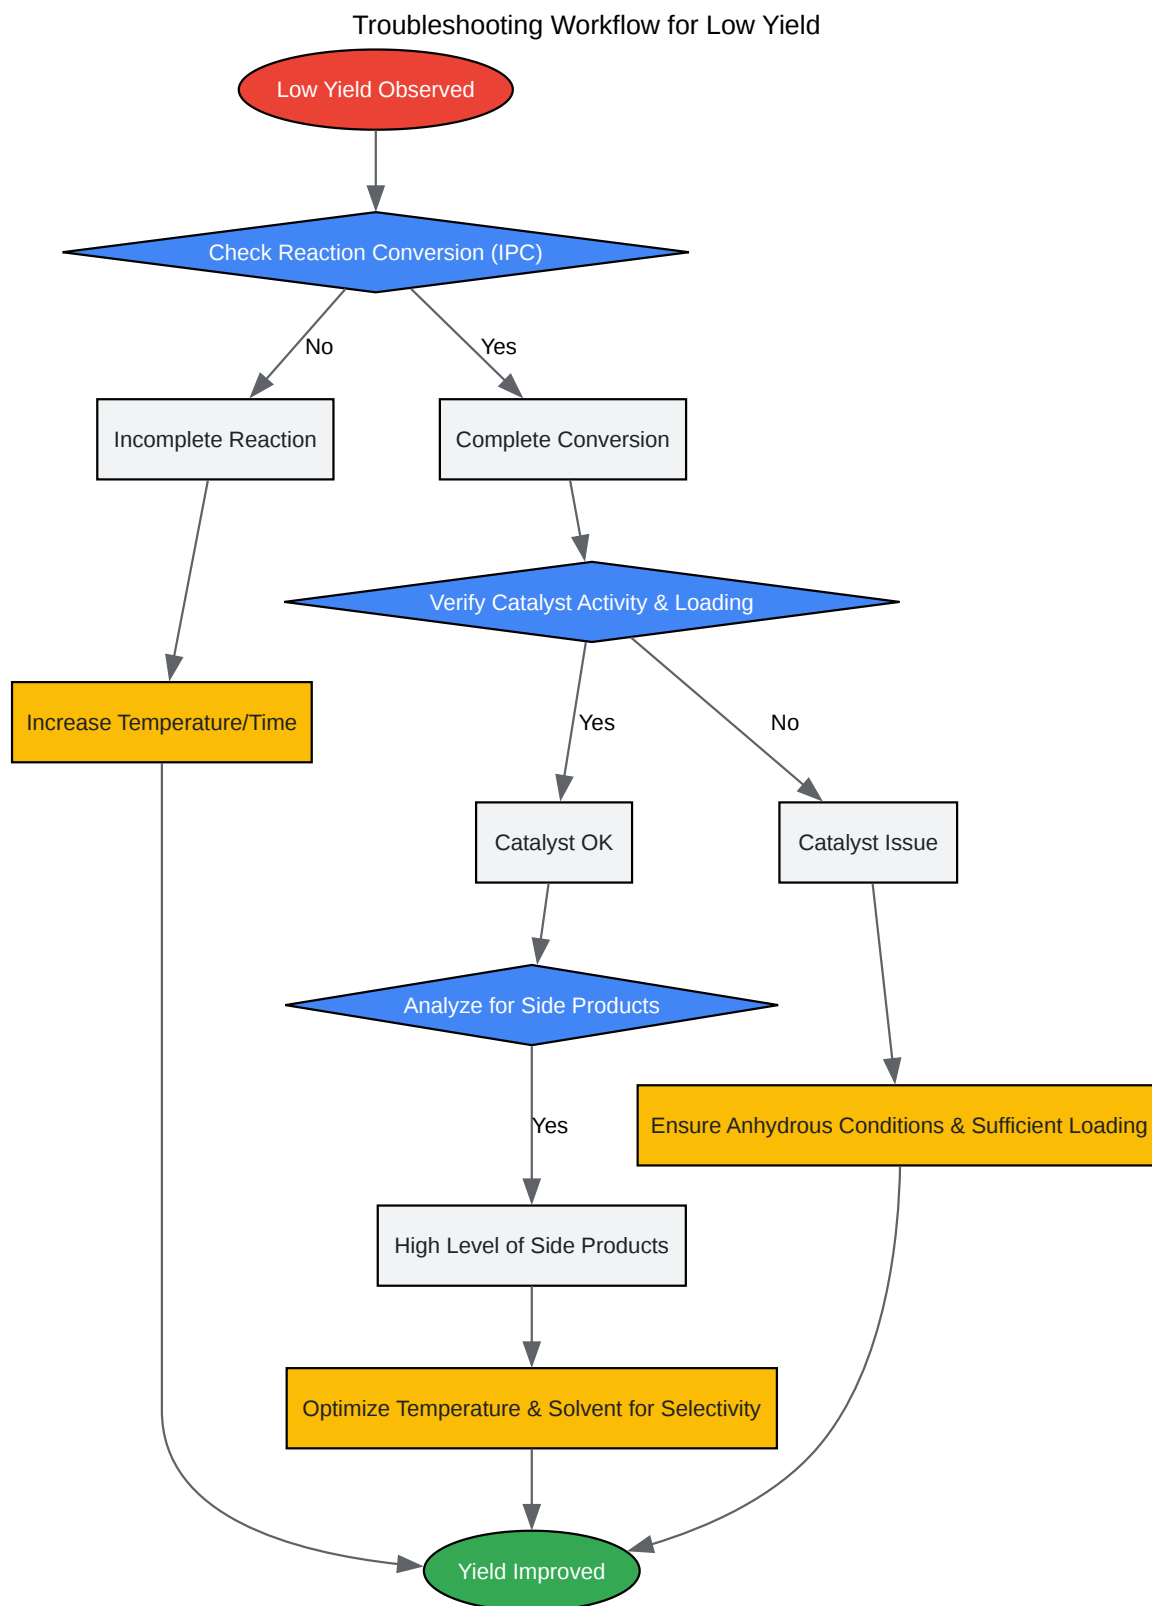 Troubleshooting Workflow for Low Yield
Low Yield Observed
Check Reaction Conversion (IPC)
No
Yes
Incomplete Reaction
Complete Conversion
Verify Catalyst Activity & Loading
Increase Temperature/Time
Yes
No
Catalyst OK
Catalyst Issue
Analyze for Side Products
Ensure Anhydrous Conditions & Sufficient Loading
Yes
High Level of Side Products
Optimize Temperature & Solvent for Selectivity
Yield Improved